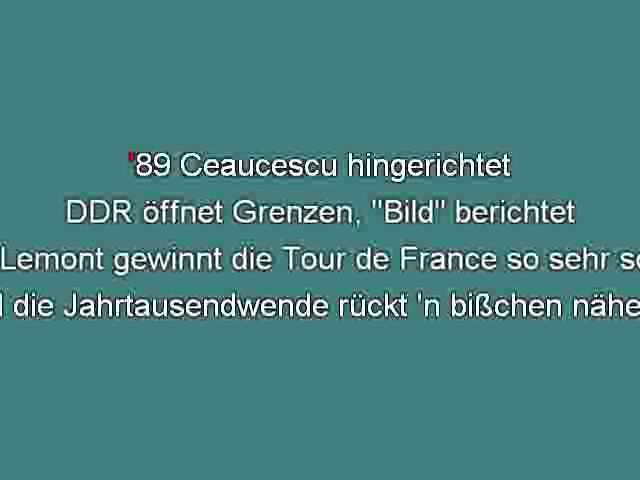 '89 Ceaucescu hingerichtet
DDR öffnet Grenzen, "Bild" berichtet
Lemont gewinnt die Tour de France so sehr
die Jahrtausendwende rückt 'n bißchen